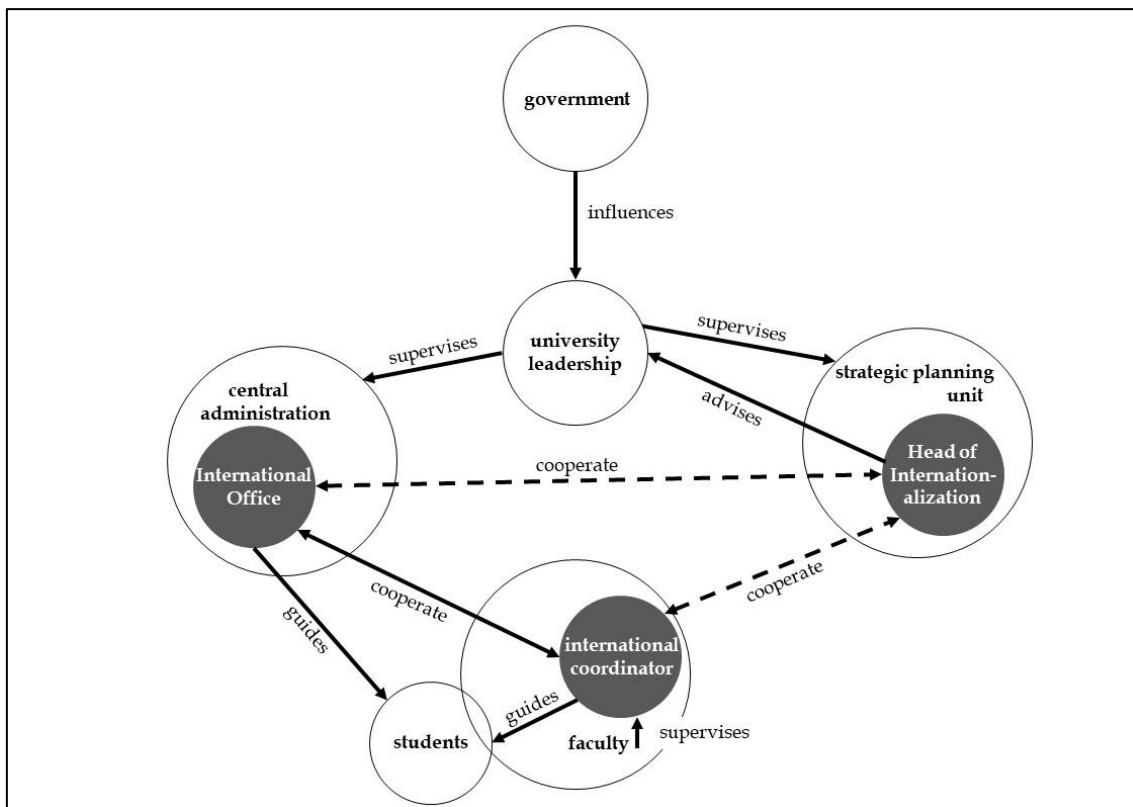 government
influences
university
leadership
supervises
supervises
central
administration
strategic planning
unit
advises
International
Office
cooperate
Head of
Internation-
alization
cooperate
cooperate
guides
international
coordinator
guides
students
faculty
supervises